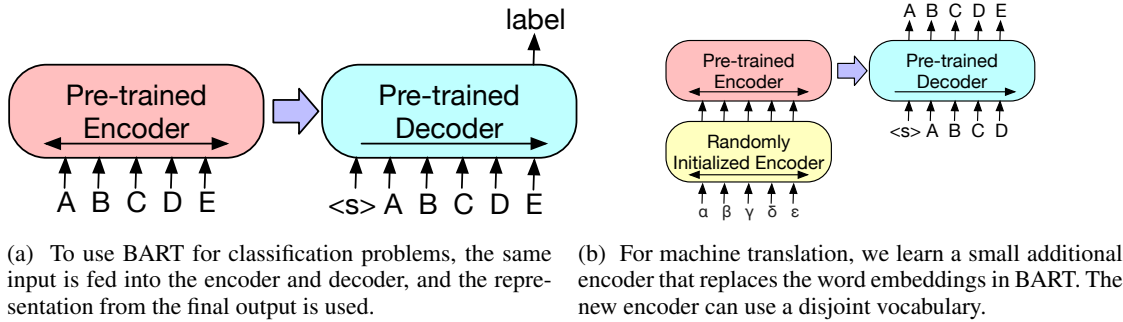 label
Pre-trained
Encoder
Pre-trained
Decoder
A B C D E
<s> A B C D E
(a) To use BART for classification problems, the same
input is fed into the encoder and decoder, and the repre-
sentation from the final output is used.
A B C D E
Pre-trained
Encoder
Pre-trained
Decoder
<s> A B C D
Randomly
Initialized Encoder
α β γ δ ε
(b) For machine translation, we learn a small additional
encoder that replaces the word embeddings in BART. The
new encoder can use a disjoint vocabulary.